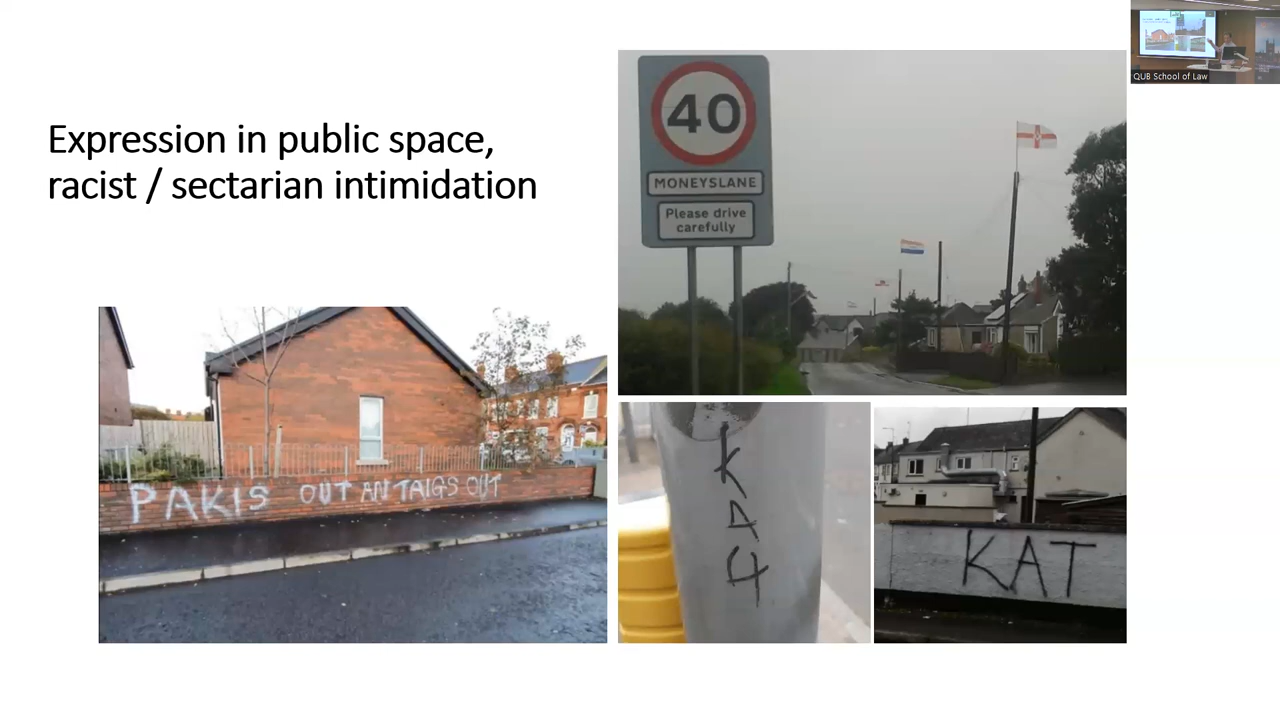 Expression in public space,
racist / sectarian intimidation
40
MONEYSLANE
Please drive
carefully
QUB School of Law
PAKIS OUT AN TAIGS OUT
KAH
KAT